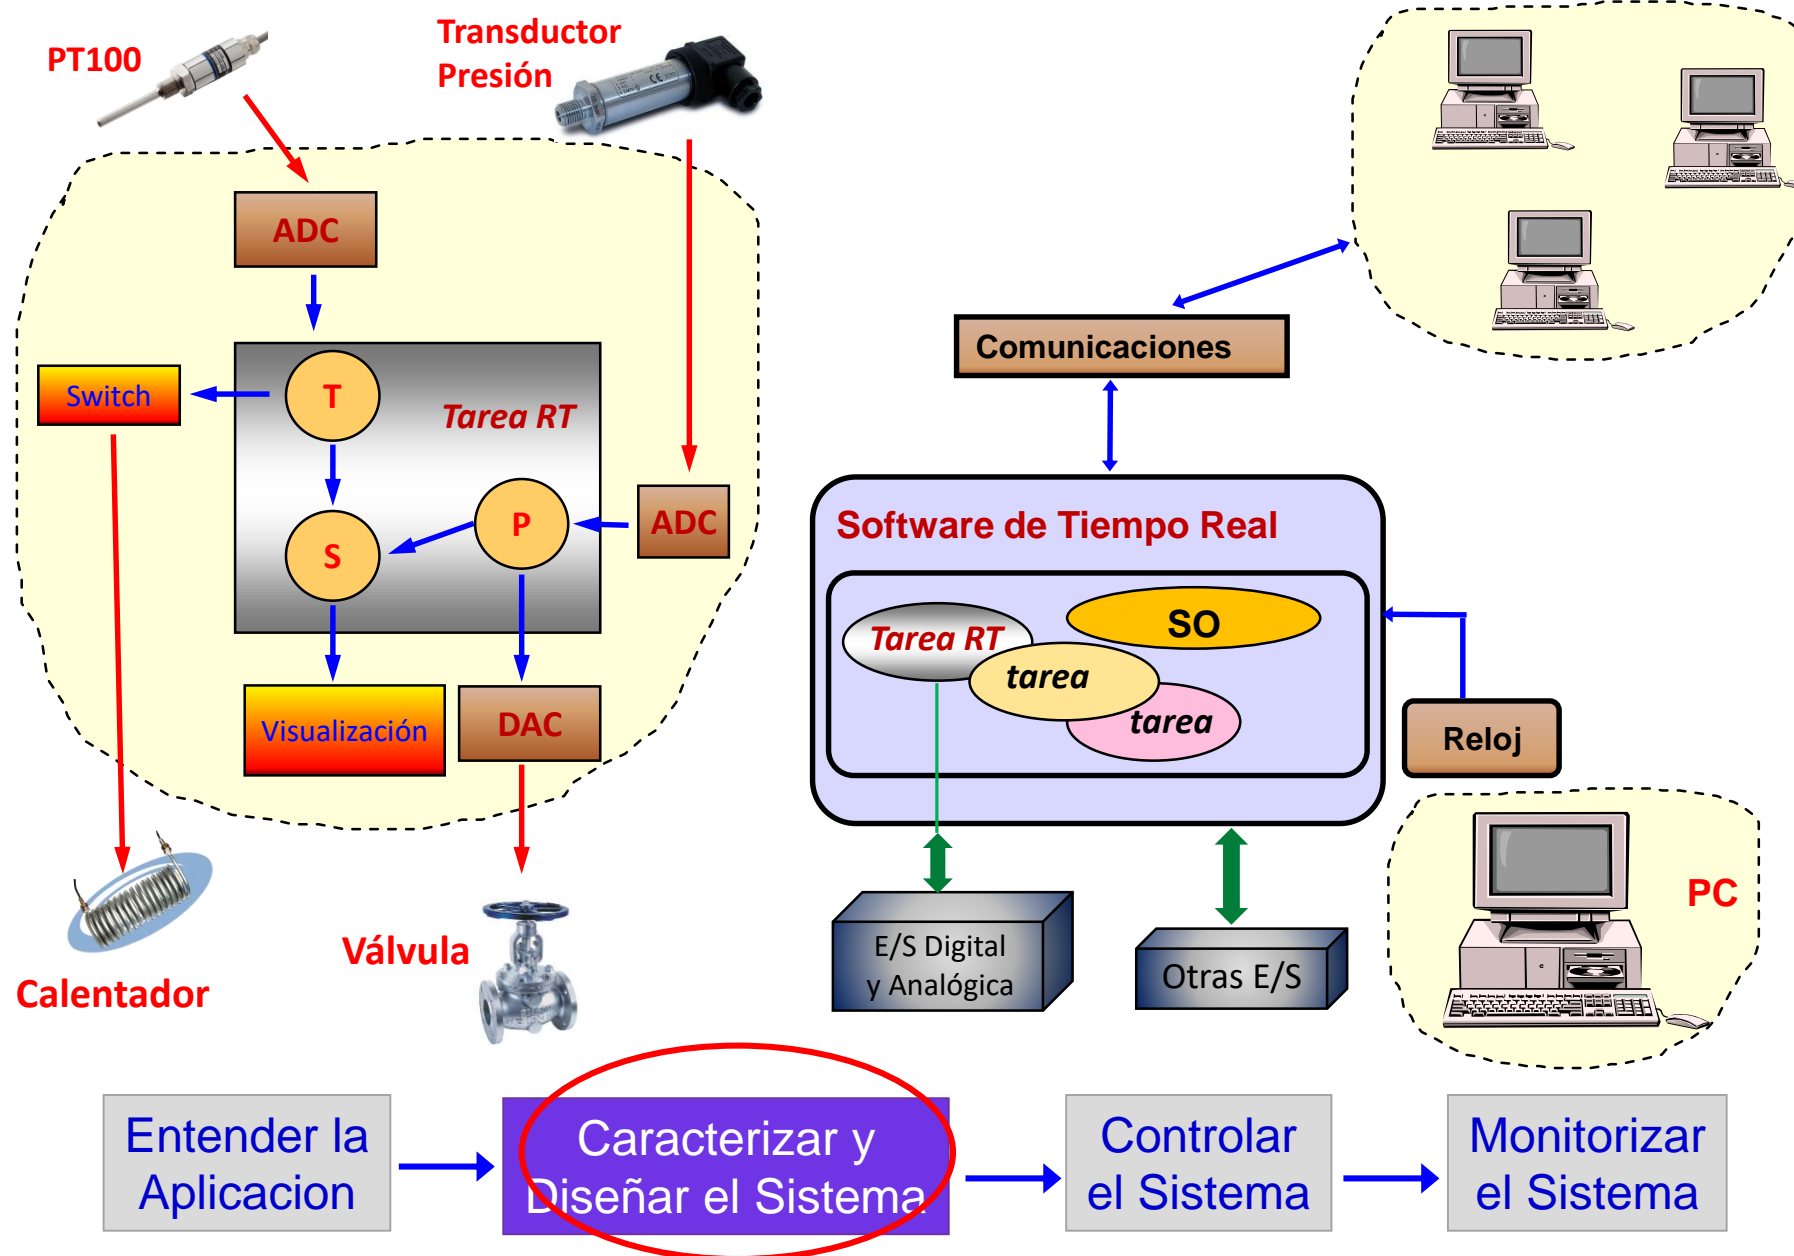 PT100
Transductor
Presión
ADC
Switch
T
Tarea RT
S
P
ADC
Visualización
DAC
Calentador
Válvula
Comunicaciones
Software de Tiempo Real
Tarea RT
SO
tarea
tarea
Reloj
E/S Digital
y Analógica
Otras E/S
PC
Entender la
Aplicacion
Caracterizar y
Diseñar el Sistema
Controlar
el Sistema
Monitorizar
el Sistema